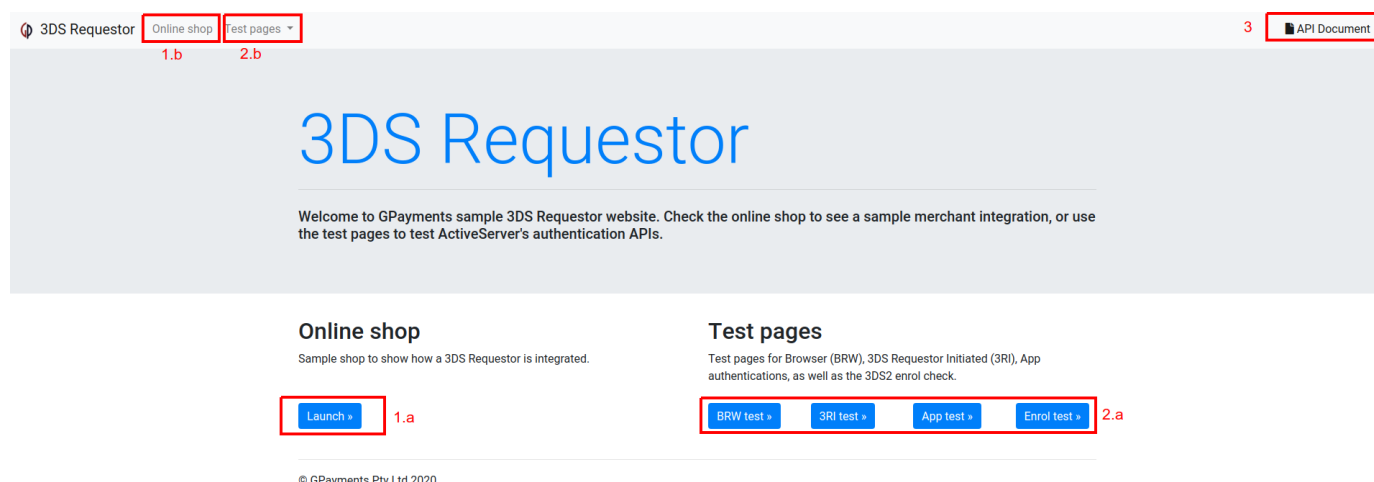 3DS Requestor Online shop Test pages 3 API Document
1.b 2.b
3DS Requestor
Welcome to GPayments sample 3DS Requestor website. Check the online shop to see a sample merchant integration, or use
the test pages to test ActiveServer's authentication APIs.
Online shop
Sample shop to show how a 3DS Requestor is integrated.
Launch »
1.a
Test pages
Test pages for Browser (BRW), 3DS Requestor Initiated (3RI), App
authentications, as well as the 3DS2 enrol check.
BRW test » 3RI test » App test » Enrol test » 2.a
© GPayments Pty Ltd 2020